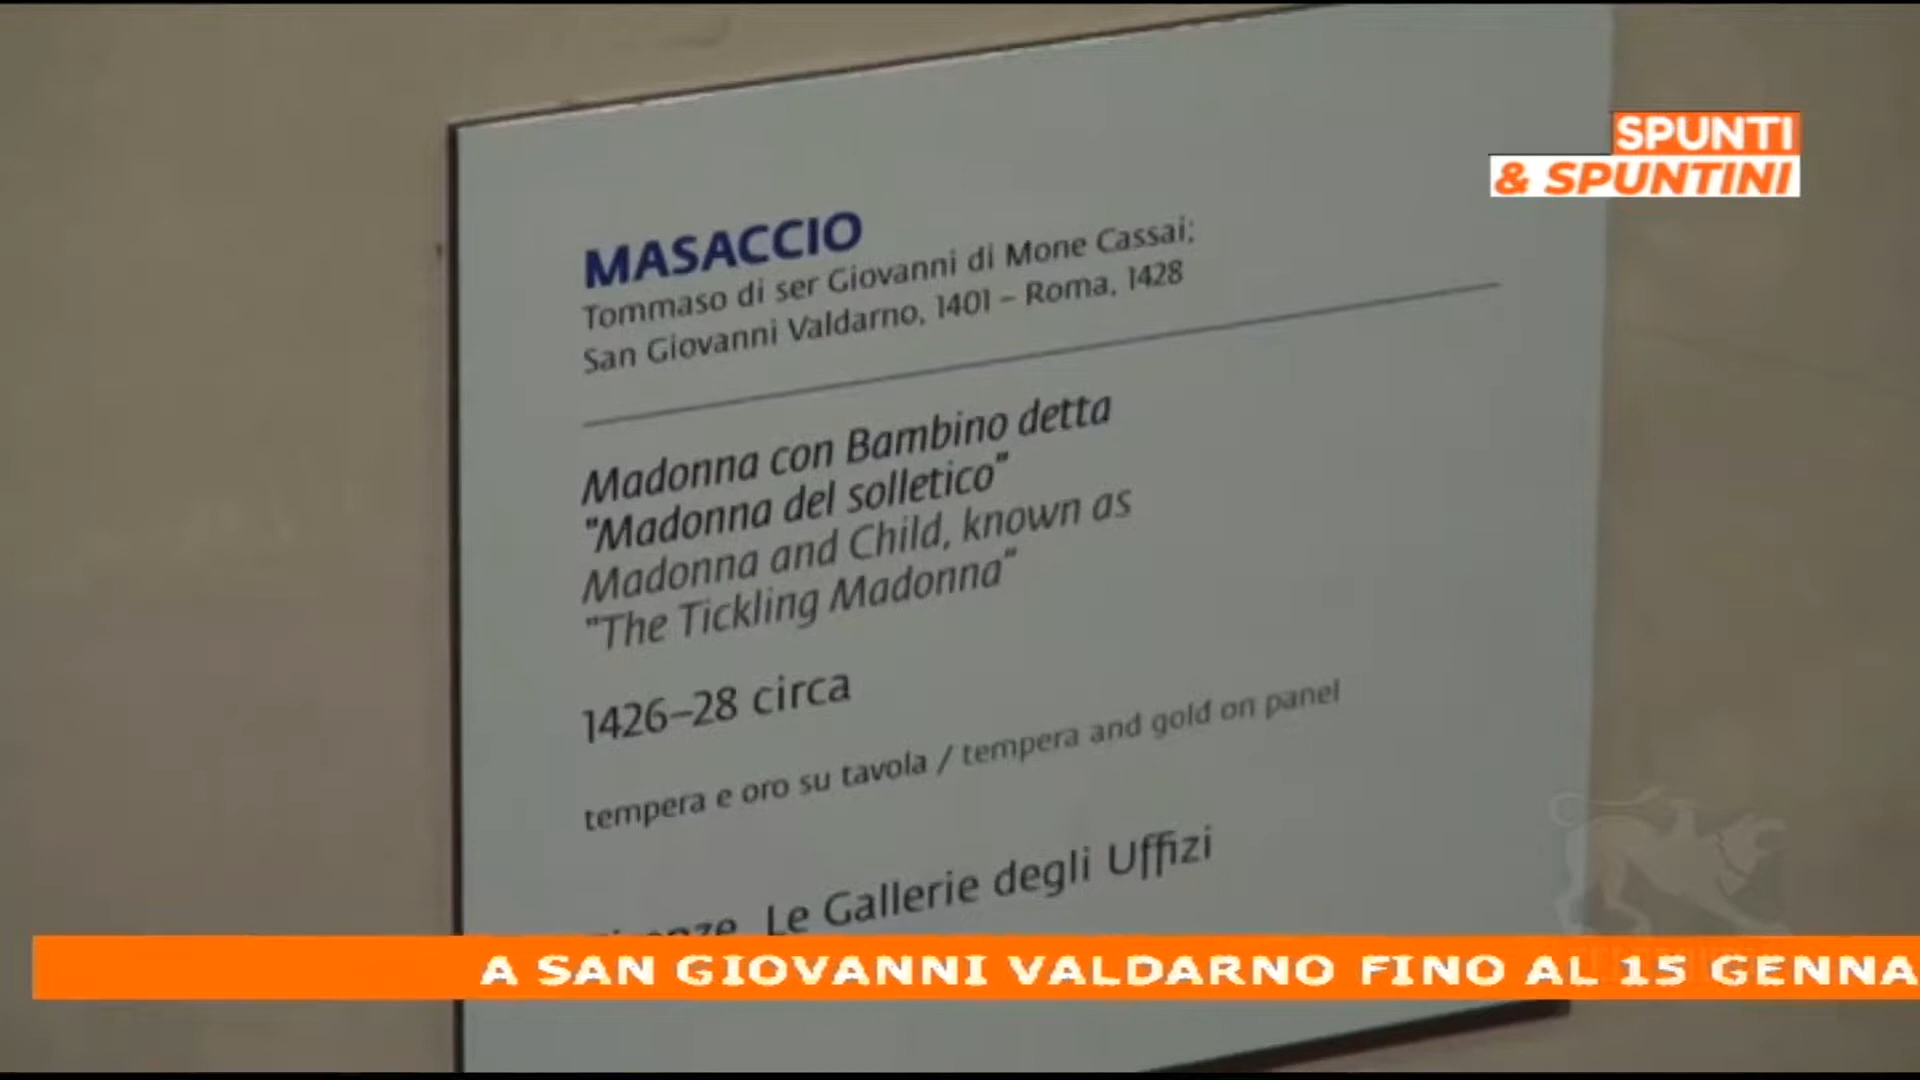 SPUNTI
& SPUNTINI
MASACCIO
Tommaso di ser Giovanni di Mone Cassai;
San Giovanni Valdarno, 1401 – Roma, 1428
Madonna con Bambino detta
"Madonna del solletico"
Madonna and Child, known as
"The Tickling Madonna"
1426–28 circa
tempera e oro su tavola / tempera and gold on panel
Le Gallerie degli Uffizi
A SAN GIOVANNI VALDARNO FINO AL 15 GENNA